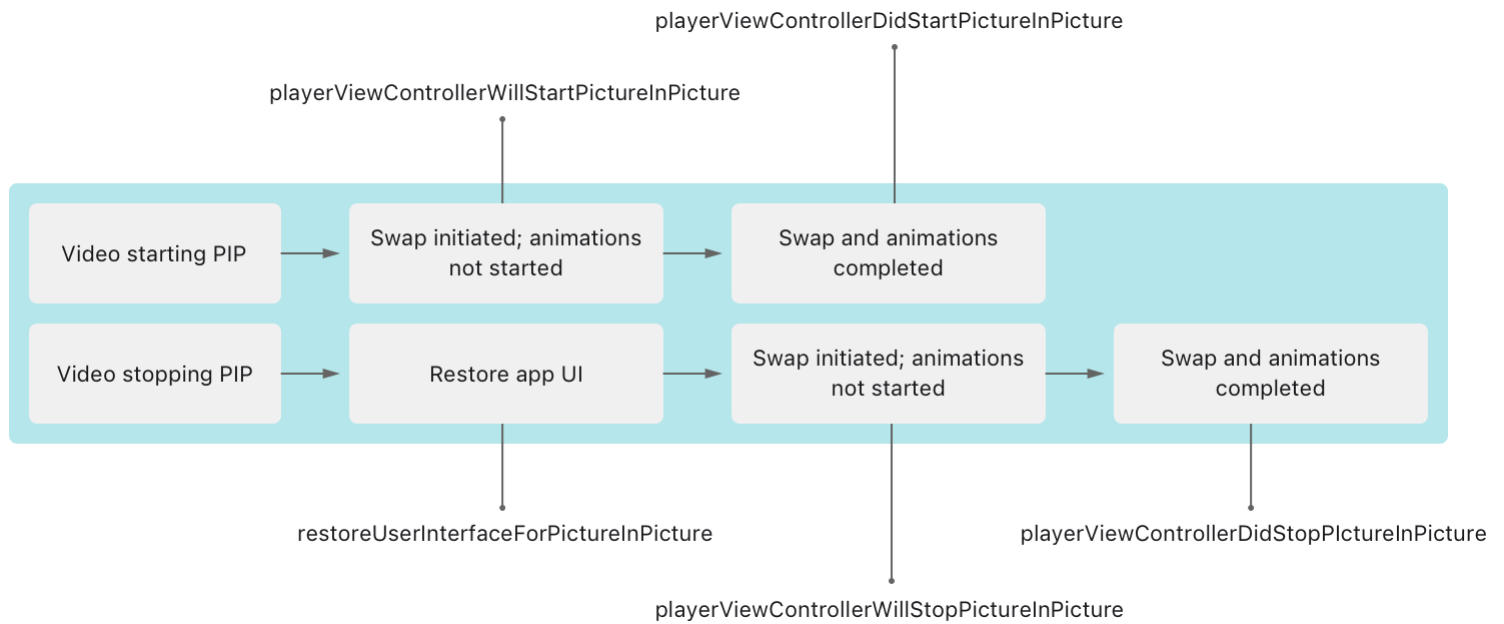 playerViewControllerDidStartPictureInPicture
playerViewControllerWillStartPictureInPicture
Video starting PIP
Swap initiated; animations
not started
Swap and animations
completed
Video stopping PIP
Restore app UI
Swap initiated; animations
not started
Swap and animations
completed
restoreUserInterfaceForPictureInPicture
playerViewControllerDidStopPIctureInPicture
playerViewControllerWillStopPictureInPicture